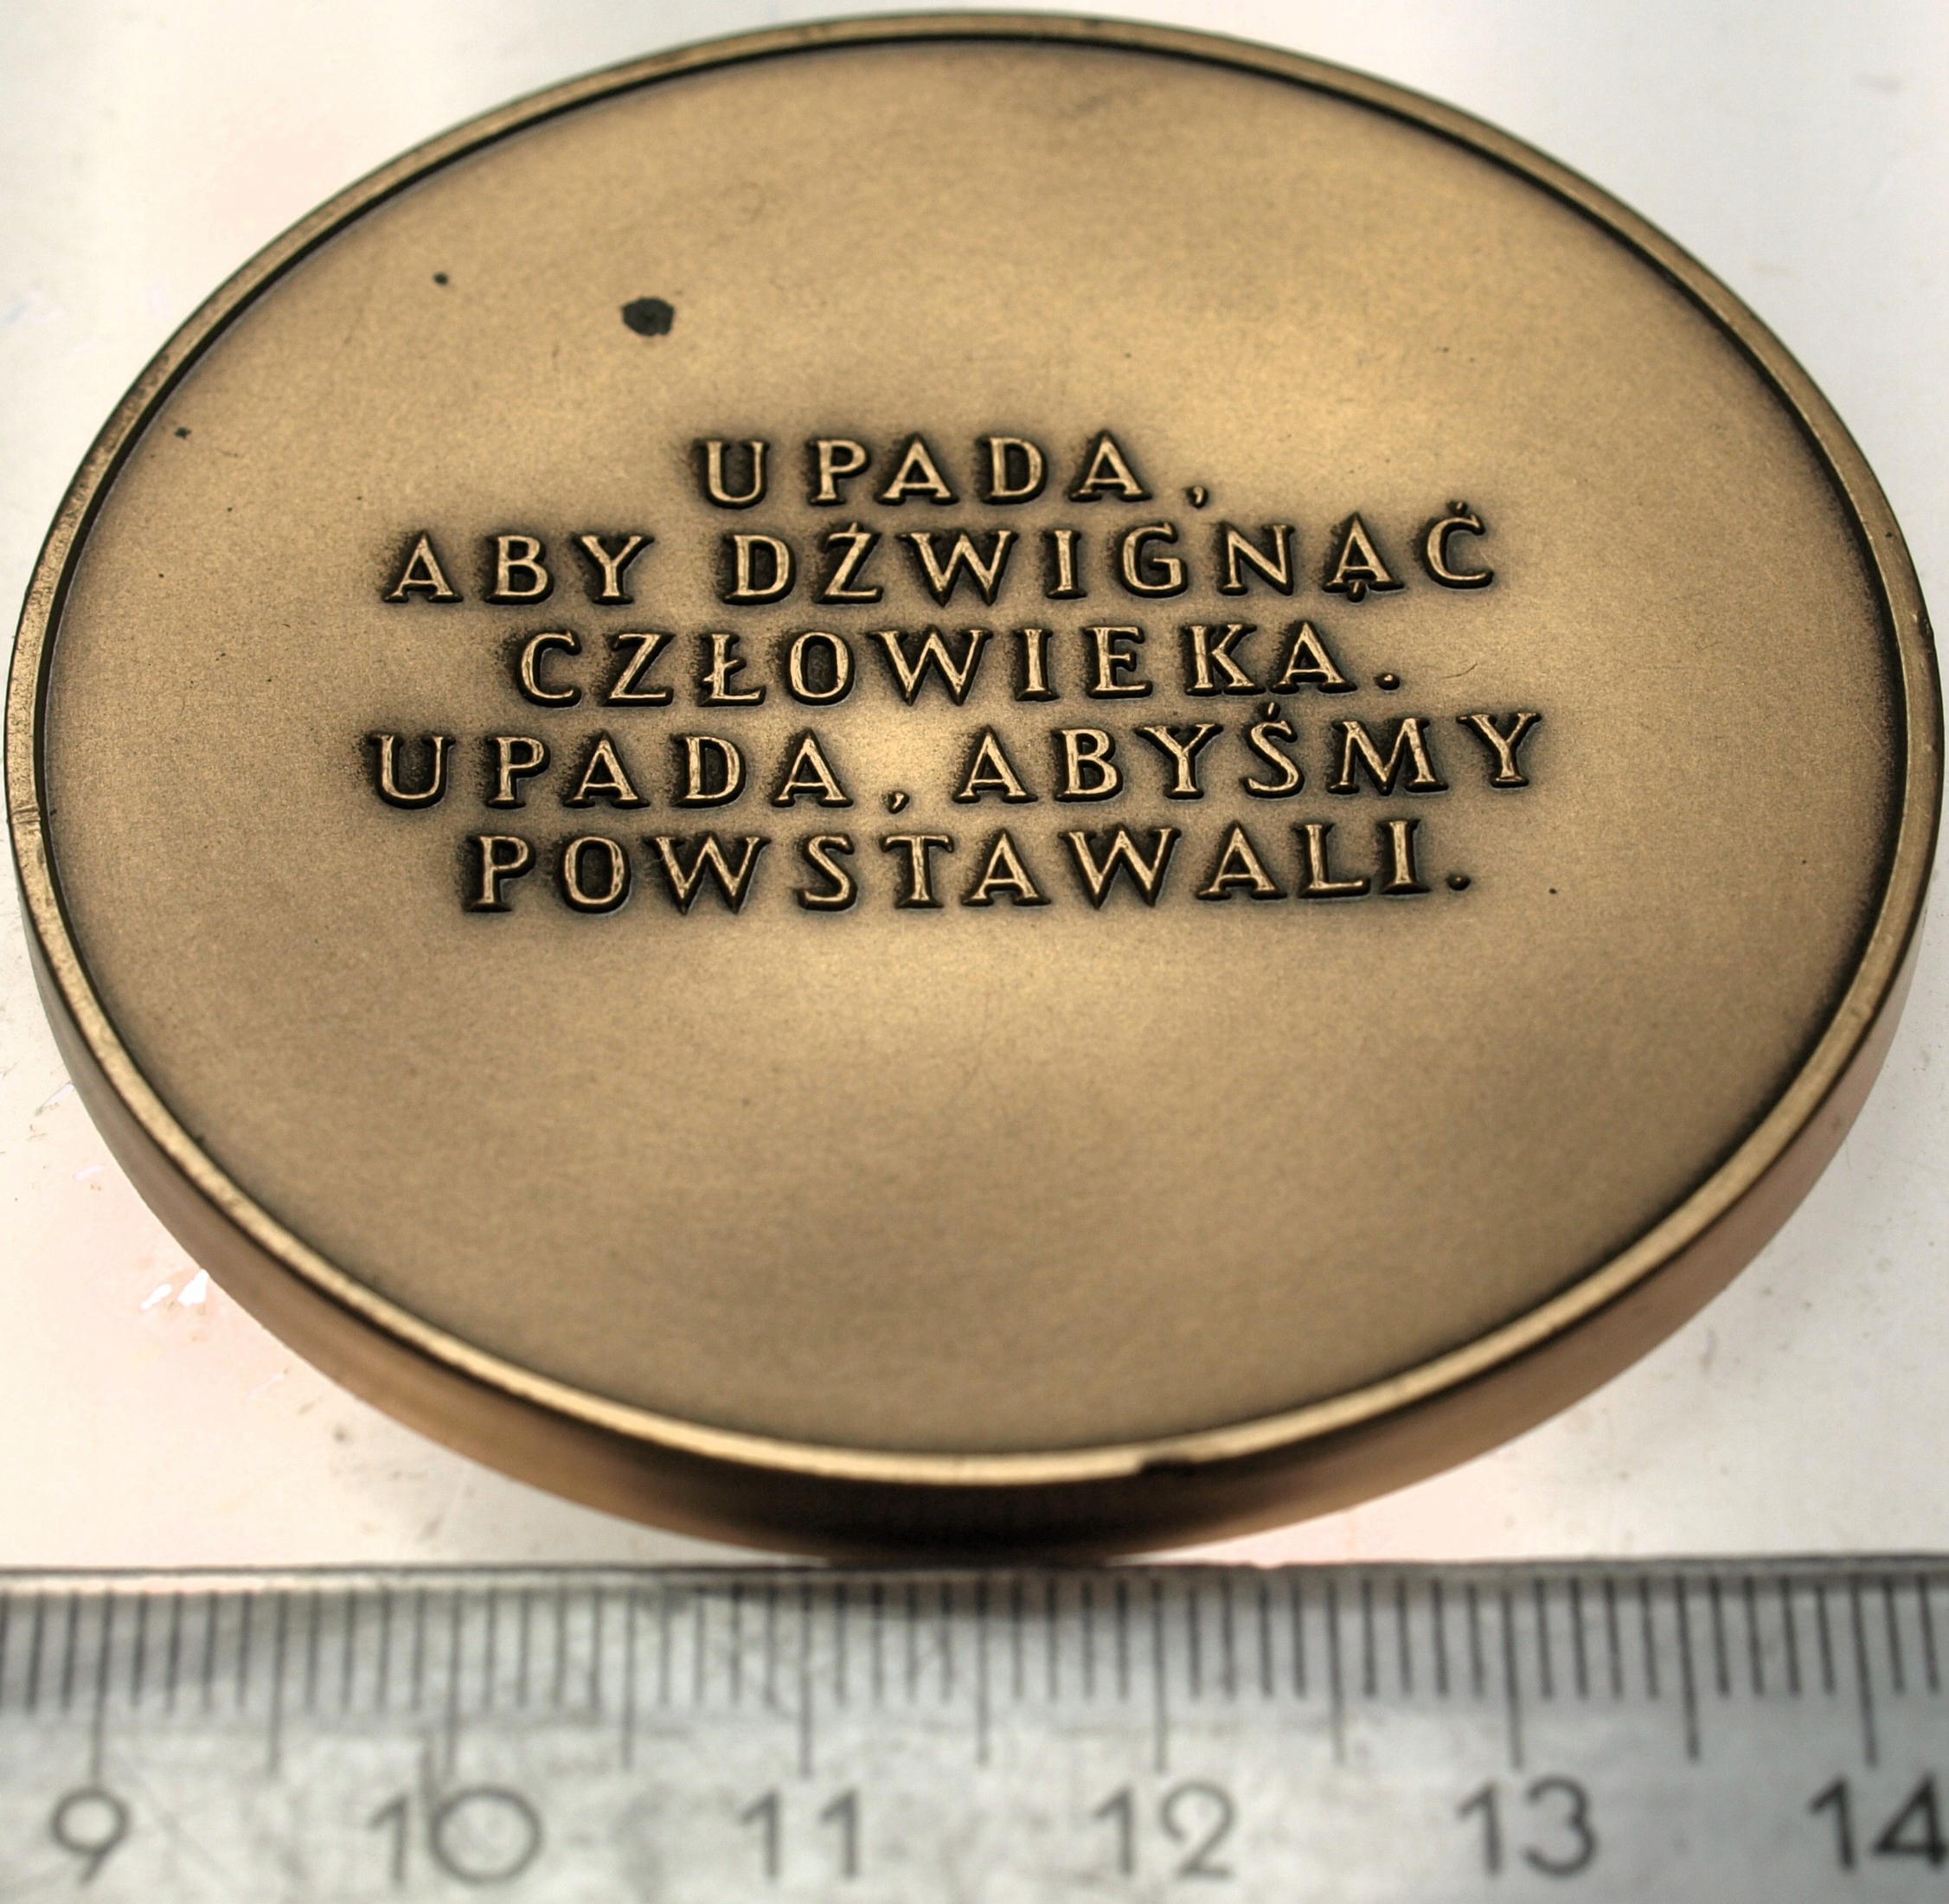 UPADA,
ABY DŹWIGNĄĆ
CZŁOWIEKA.
UPADA, ABYŚMY
POWSTAWALI.
9 10 11 12 13 14